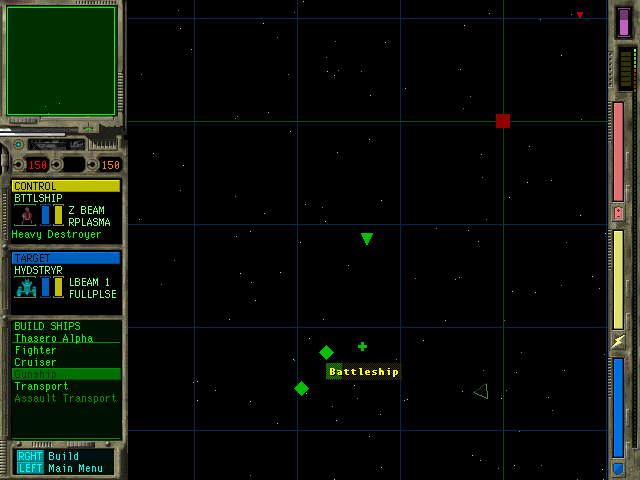 150
150
CONTROL
BTTLSHIP
Z BEAM
RPLASMA
Heavy Destroyer
TARGET
HVDSTRYR
LBEAM 1
FULLPLSE
BUILD SHIPS
Thasero Alpha
Fighter
Cruiser
Gunship
Transport
Assault Transport
RGHT Build
LEFT Main Menu
Battleship